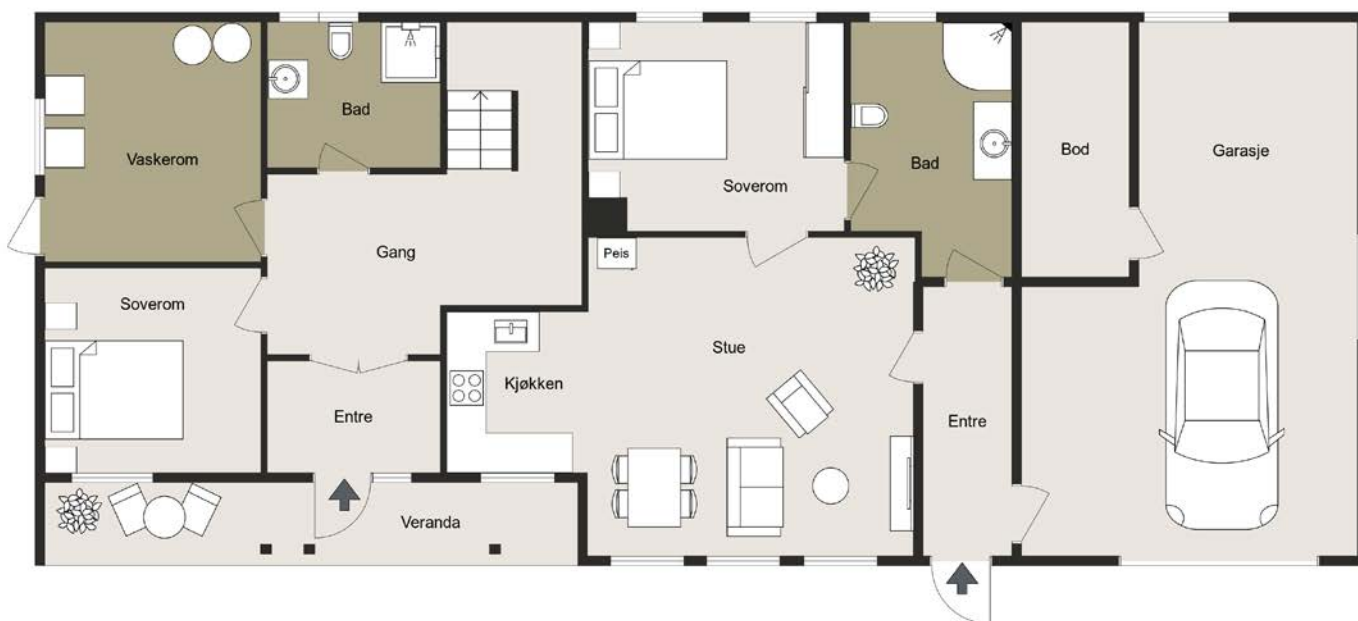 Vaskerom
Bad
Soverom
Bad
Bod
Garasje
Gang
Peis
Soverom
Stue
Kjøkken
Entre
Entre
Veranda